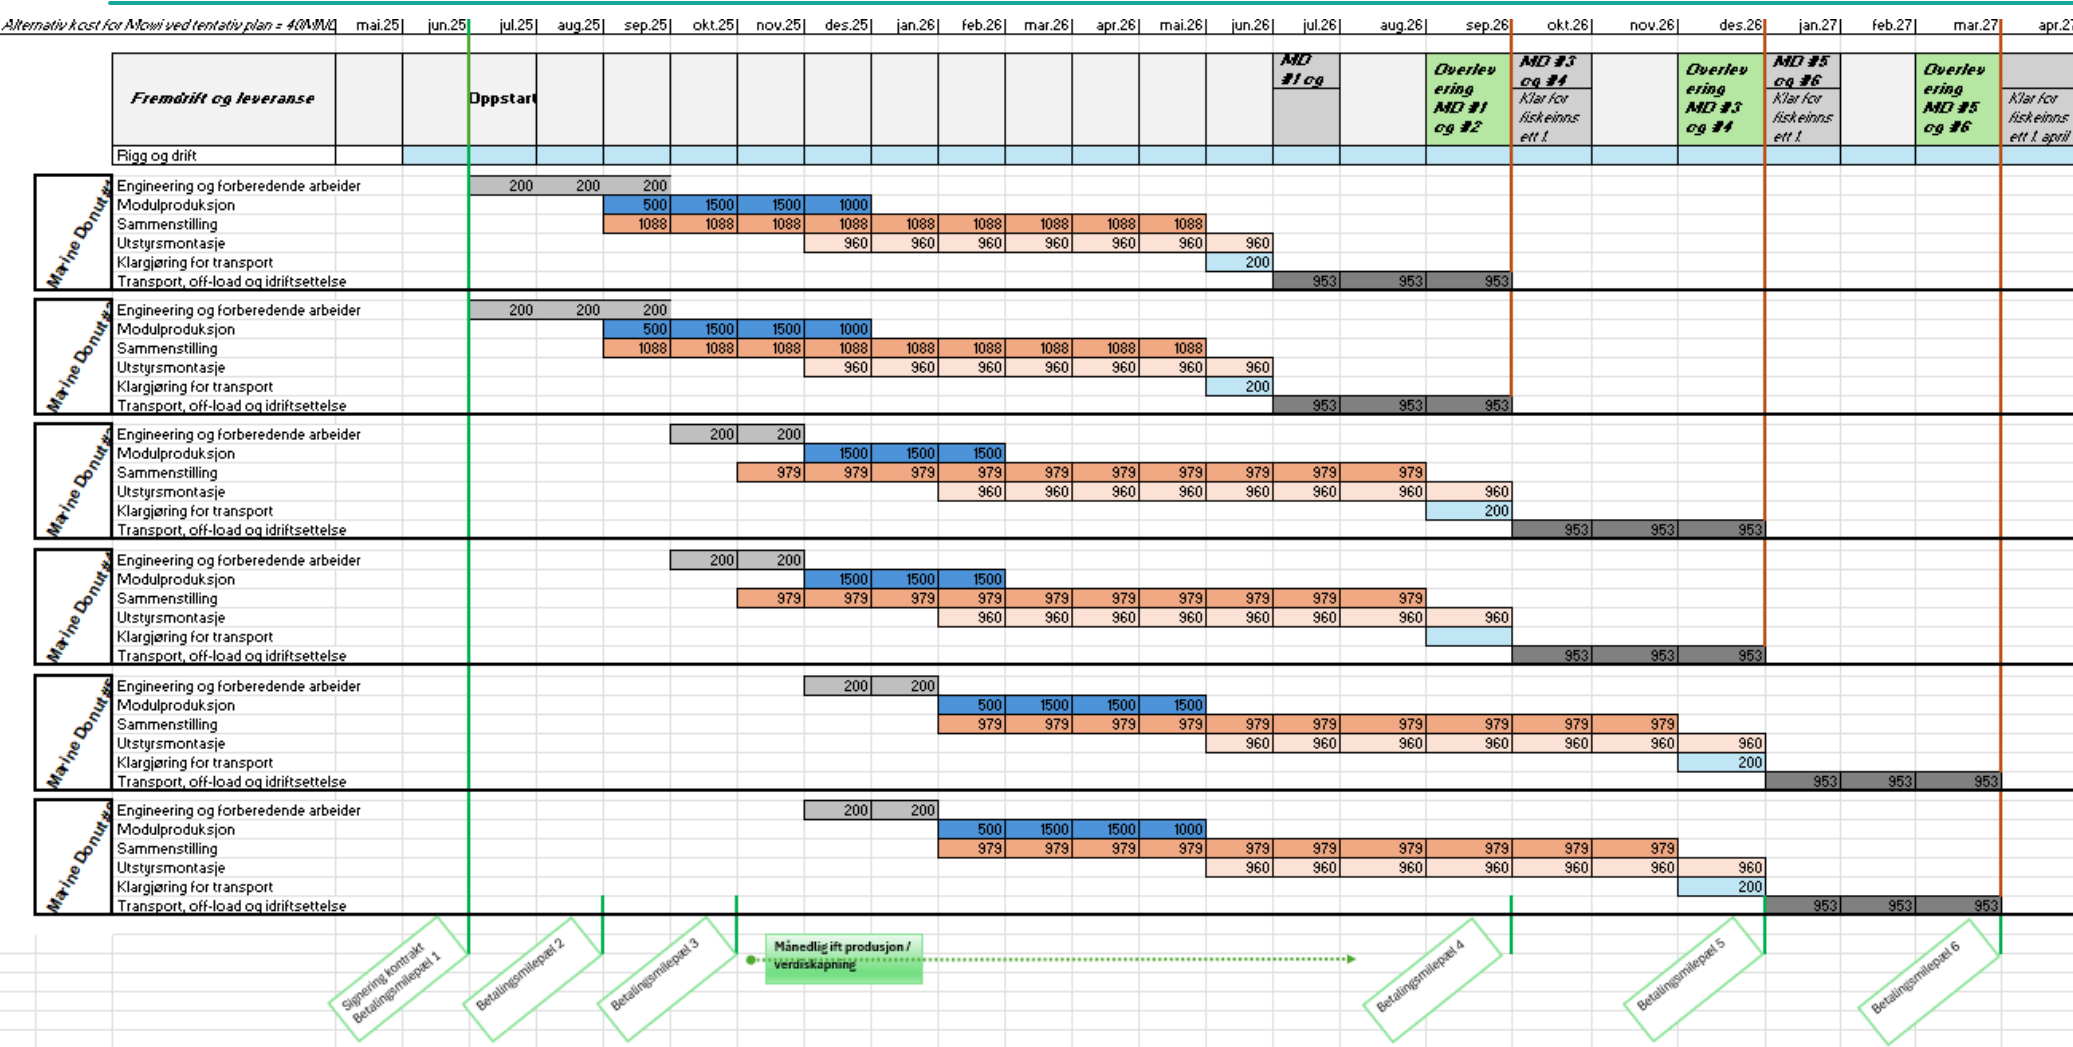 Alternativ kost for Mowi ved tentativ plan = 40MNOK mai.25 jun.25 jul.25 aug.25 sep.25 okt.25 nov.25 des.25 jan.26 feb.26 mar.26 apr.26 mai.26 jun.26 jul.26 aug.26 sep.26 okt.26 nov.26 des.26 jan.27 feb.27 mar.27 apr.27
Fremdrift og leveranse
Oppstart
MD
#1 og
Overlev
ering
MD #1
og #2
MD #3
og #4
Klar for
fiskeinns
ett 1.
Overlev
ering
MD #3
og #4
MD #5
og #6
Klar for
fiskeinns
ett 1.
Overlev
ering
MD #5
og #6
Klar for
fiskeinns
ett 1. april
Rigg og drift
Marine Donut #1
Engineering og forberedende arbeider 200 200 200
Modulproduksjon 500 1500 1500 1000
Sammenstilling 1088 1088 1088 1088 1088 1088 1088 1088 1088
Utstyrsmontasje 960 960 960 960 960 960 960
Klargjøring for transport 200
Transport, off-load og idriftsettelse 953 953 953
Marine Donut
Engineering og forberedende arbeider 200 200 200
Modulproduksjon 500 1500 1500 1000
Sammenstilling 1088 1088 1088 1088 1088 1088 1088 1088 1088
Utstyrsmontasje 960 960 960 960 960 960 960
Klargjøring for transport 200
Transport, off-load og idriftsettelse 953 953 953
Marine Donut
Engineering og forberedende arbeider 200 200
Modulproduksjon 1500 1500 1500
Sammenstilling 979 979 979 979 979 979 979 979 979 979
Utstyrsmontasje 960 960 960 960 960 960 960 960
Klargjøring for transport 200
Transport, off-load og idriftsettelse 953 953 953
Marine Donut
Engineering og forberedende arbeider 200 200
Modulproduksjon 1500 1500 1500
Sammenstilling 979 979 979 979 979 979 979 979 979 979
Utstyrsmontasje 960 960 960 960 960 960 960 960
Klargjøring for transport
Transport, off-load og idriftsettelse 953 953 953
Marine Donut
Engineering og forberedende arbeider 200 200
Modulproduksjon 500 1500 1500 1500
Sammenstilling 979 979 979 979 979 979 979 979 979 979 979
Utstyrsmontasje 960 960 960 960 960 960 960
Klargjøring for transport 200
Transport, off-load og idriftsettelse 953 953 953
Marine Donut
Engineering og forberedende arbeider 200 200
Modulproduksjon 500 1500 1500 1000
Sammenstilling 979 979 979 979 979 979 979 979 979 979 979
Utstyrsmontasje 960 960 960 960 960 960 960
Klargjøring for transport 200
Transport, off-load og idriftsettelse 953 953 953
Signering kontrakt
Betalingsmilepæl 1
Betalingsmilepæl 2
Betalingsmilepæl 3
Månedlig ift produsjon /
verdiskapning
Betalingsmilepæl 4
Betalingsmilepæl 5
Betalingsmilepæl 6